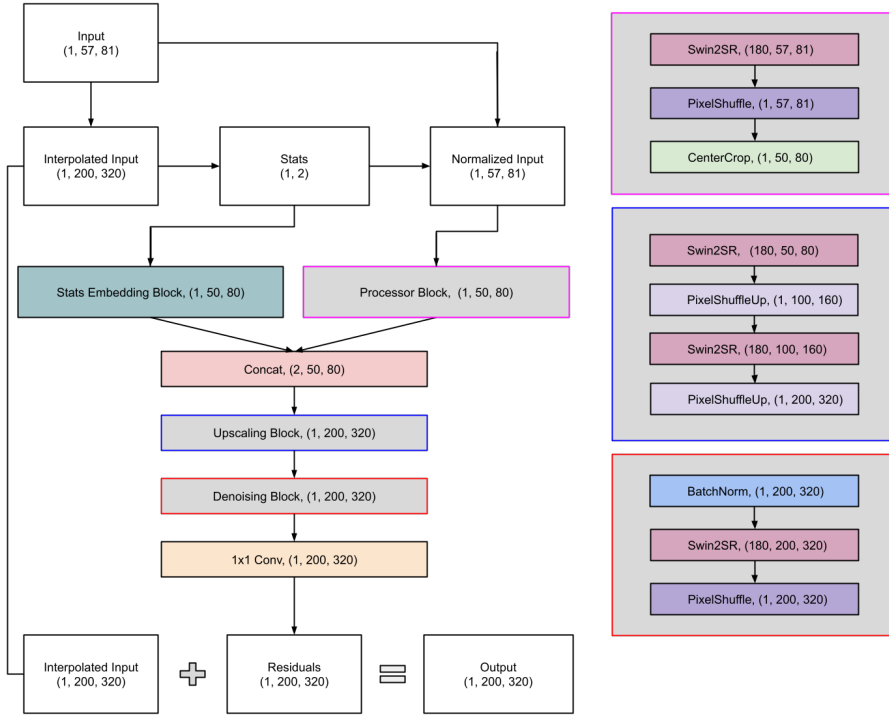 Input
(1, 57, 81)
Interpolated Input
(1, 200, 320)
Stats
(1, 2)
Normalized Input
(1, 57, 81)
Stats Embedding Block, (1, 50, 80)
Processor Block, (1, 50, 80)
Concat, (2, 50, 80)
Upscaling Block, (1, 200, 320)
Denoising Block, (1, 200, 320)
1x1 Conv, (1, 200, 320)
Interpolated Input
(1, 200, 320)
Residuals
(1, 200, 320)
Output
(1, 200, 320)
Swin2SR, (180, 57, 81)
PixelShuffle, (1, 57, 81)
CenterCrop, (1, 50, 80)
Swin2SR, (180, 50, 80)
PixelShuffleUp, (1, 100, 160)
Swin2SR, (180, 100, 160)
PixelShuffleUp, (1, 200, 320)
BatchNorm, (1, 200, 320)
Swin2SR, (180, 200, 320)
PixelShuffle, (1, 200, 320)